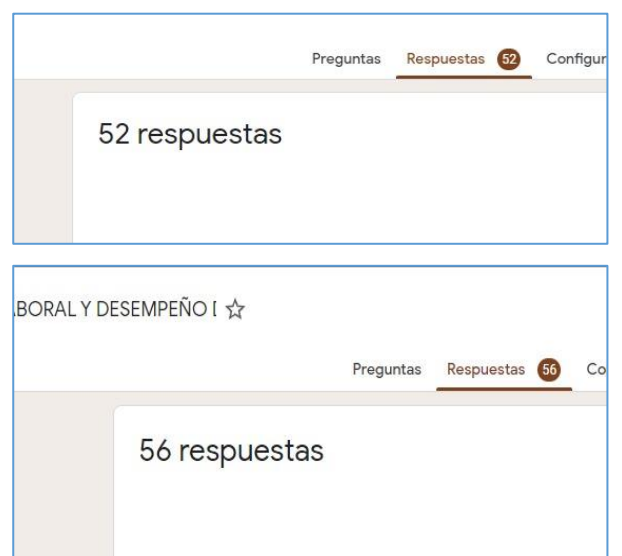 Preguntas Respuestas 52 Configur
52 respuestas
BORAL Y DESEMPEÑO D
Preguntas Respuestas 56 Co
56 respuestas